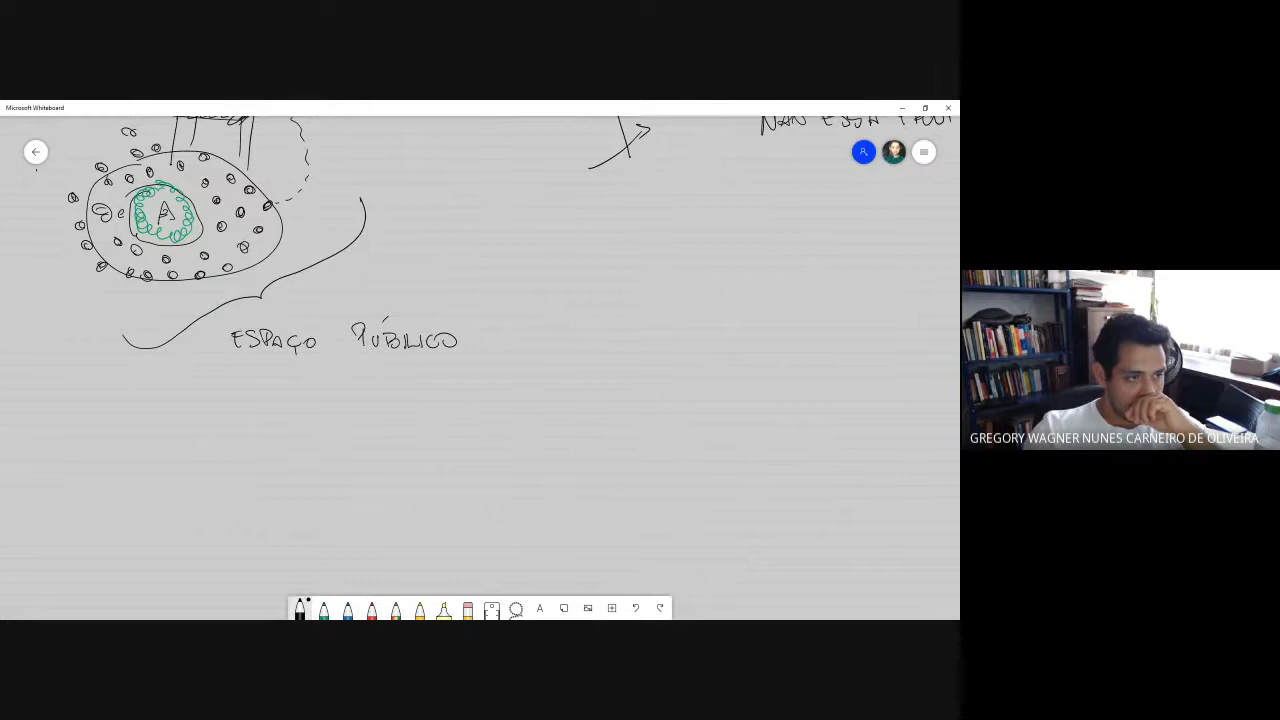 Microsoft Whiteboard
A
ESPAÇO PÚBLICO
GREGORY WAGNER NUNES CARNEIRO DE OLIVEIRA
A